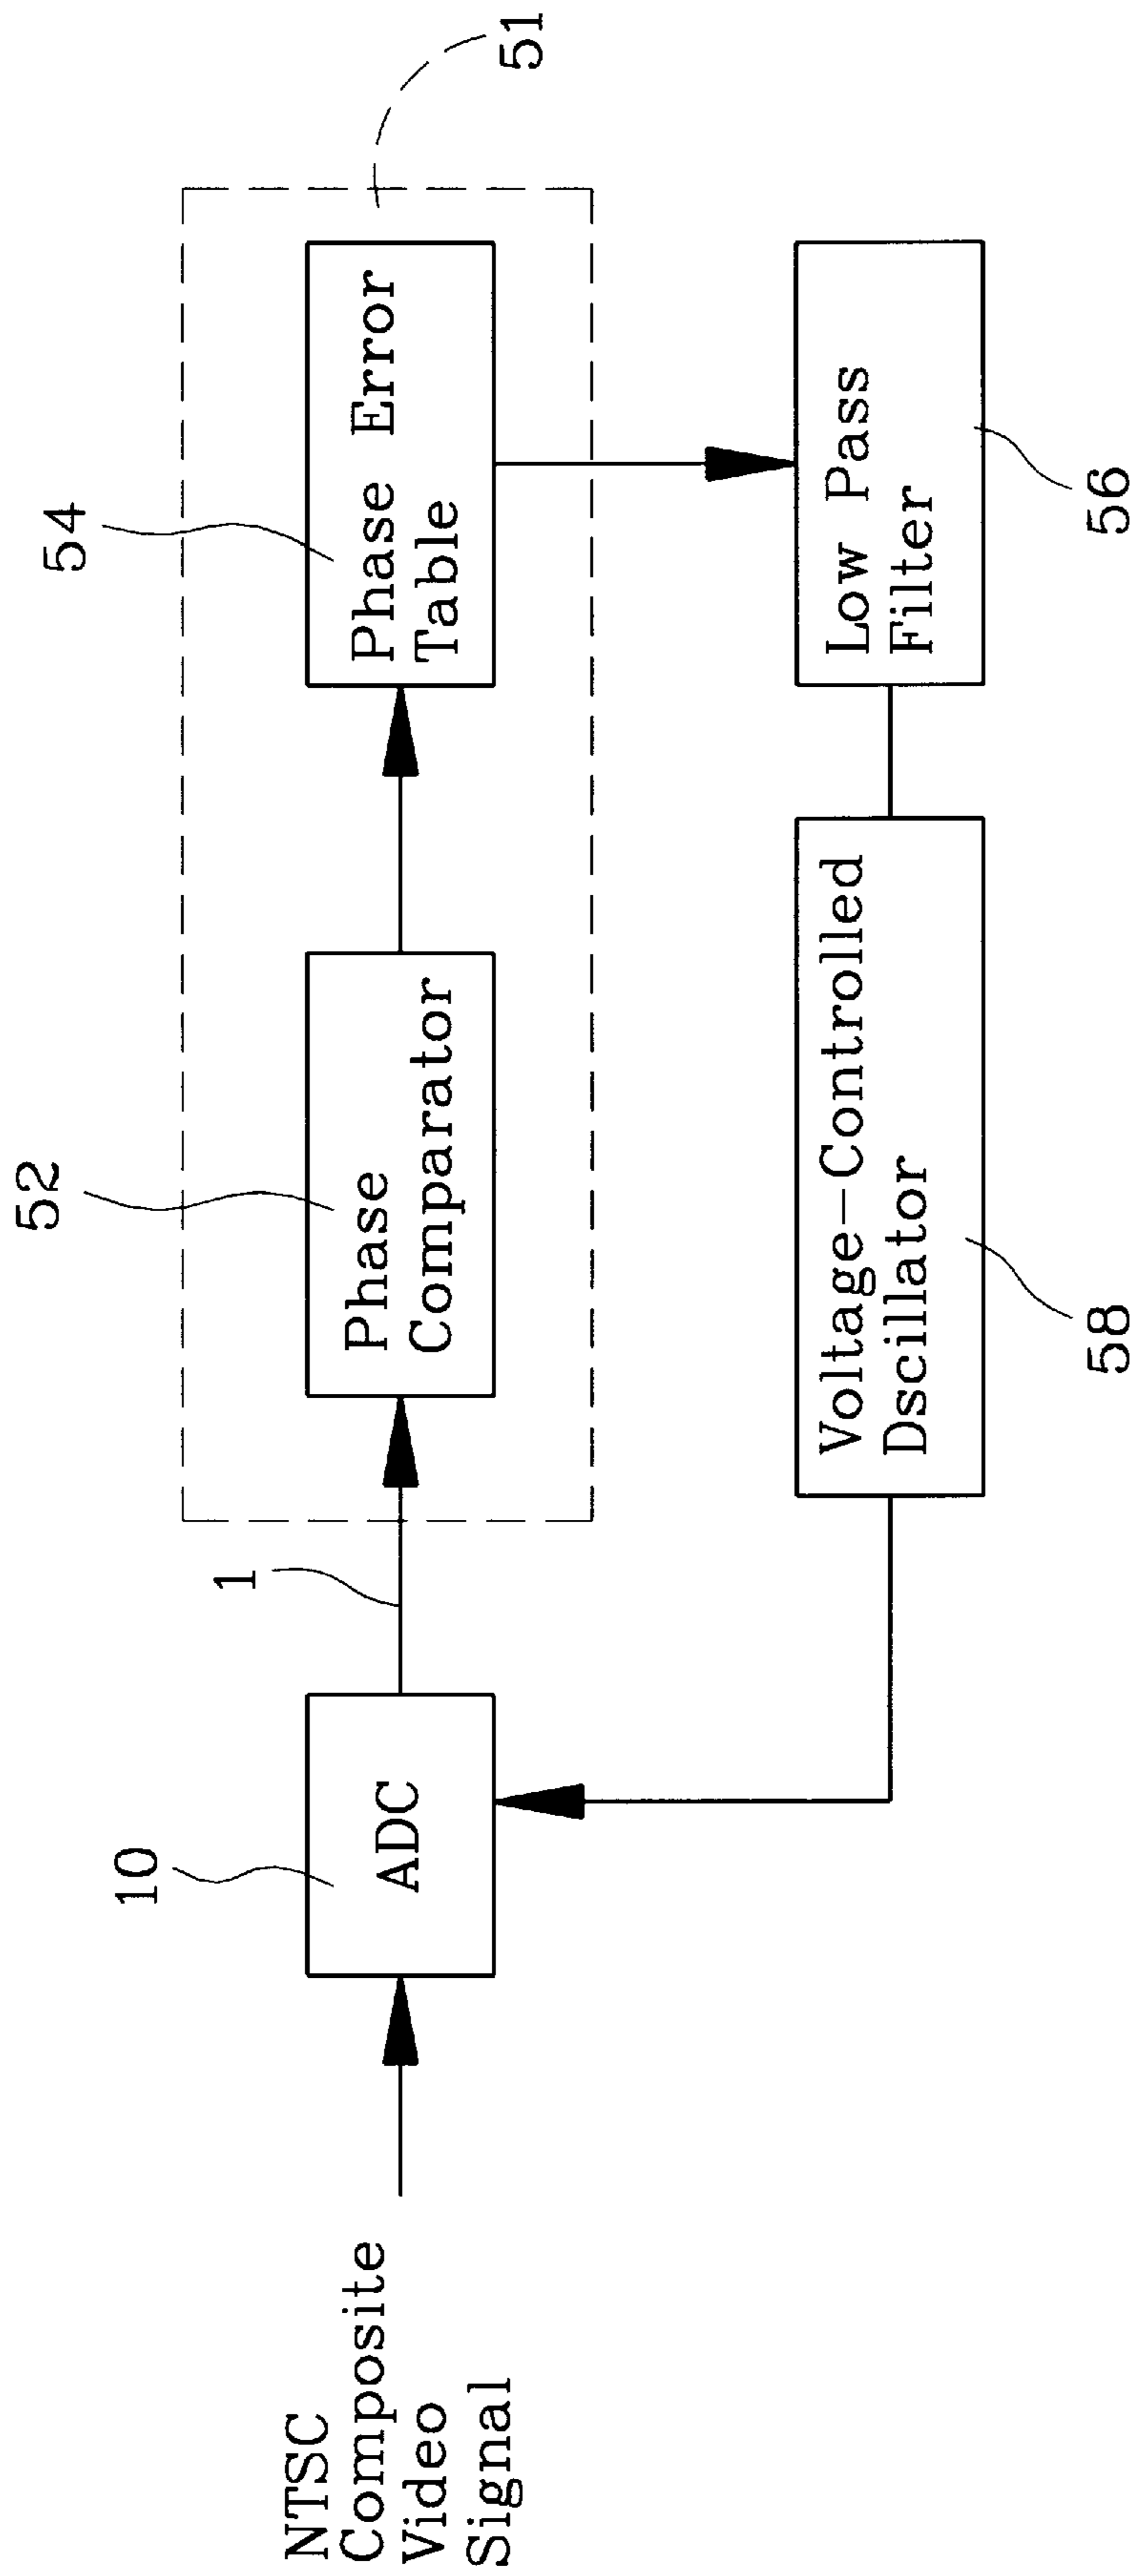 51
54
52
Phase Error
Table
Phase
Comparator
1
10
ADC
NTSC
Composite
Video
Signal
Low Pass
Filter
56
Voltage-Controlled
Dscillator
58